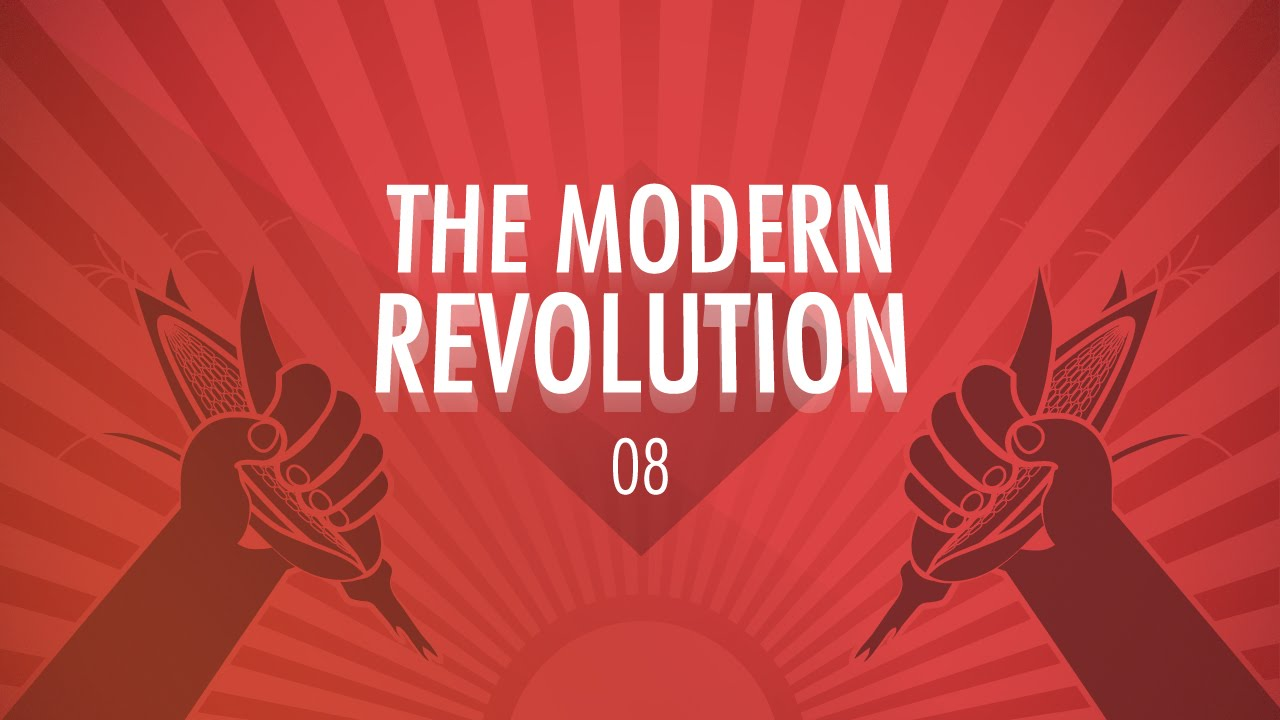 THE MODERN
REVOLUTION
08